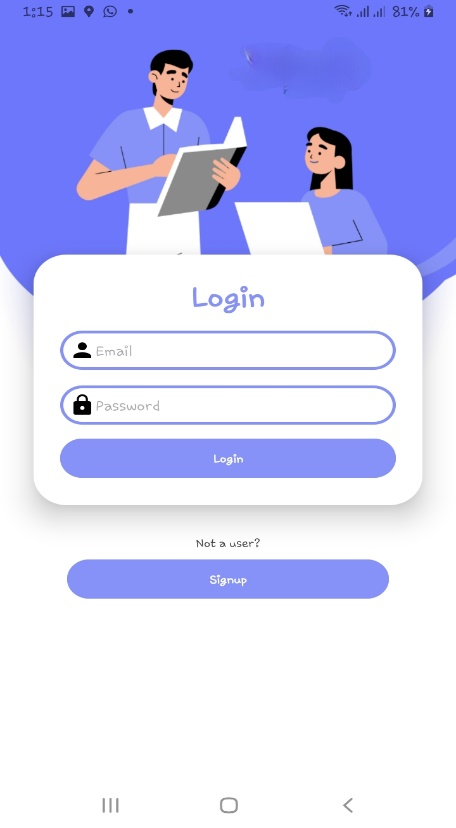 1:15 81%
Login
Email
Password
Login
Not a user?
Signup